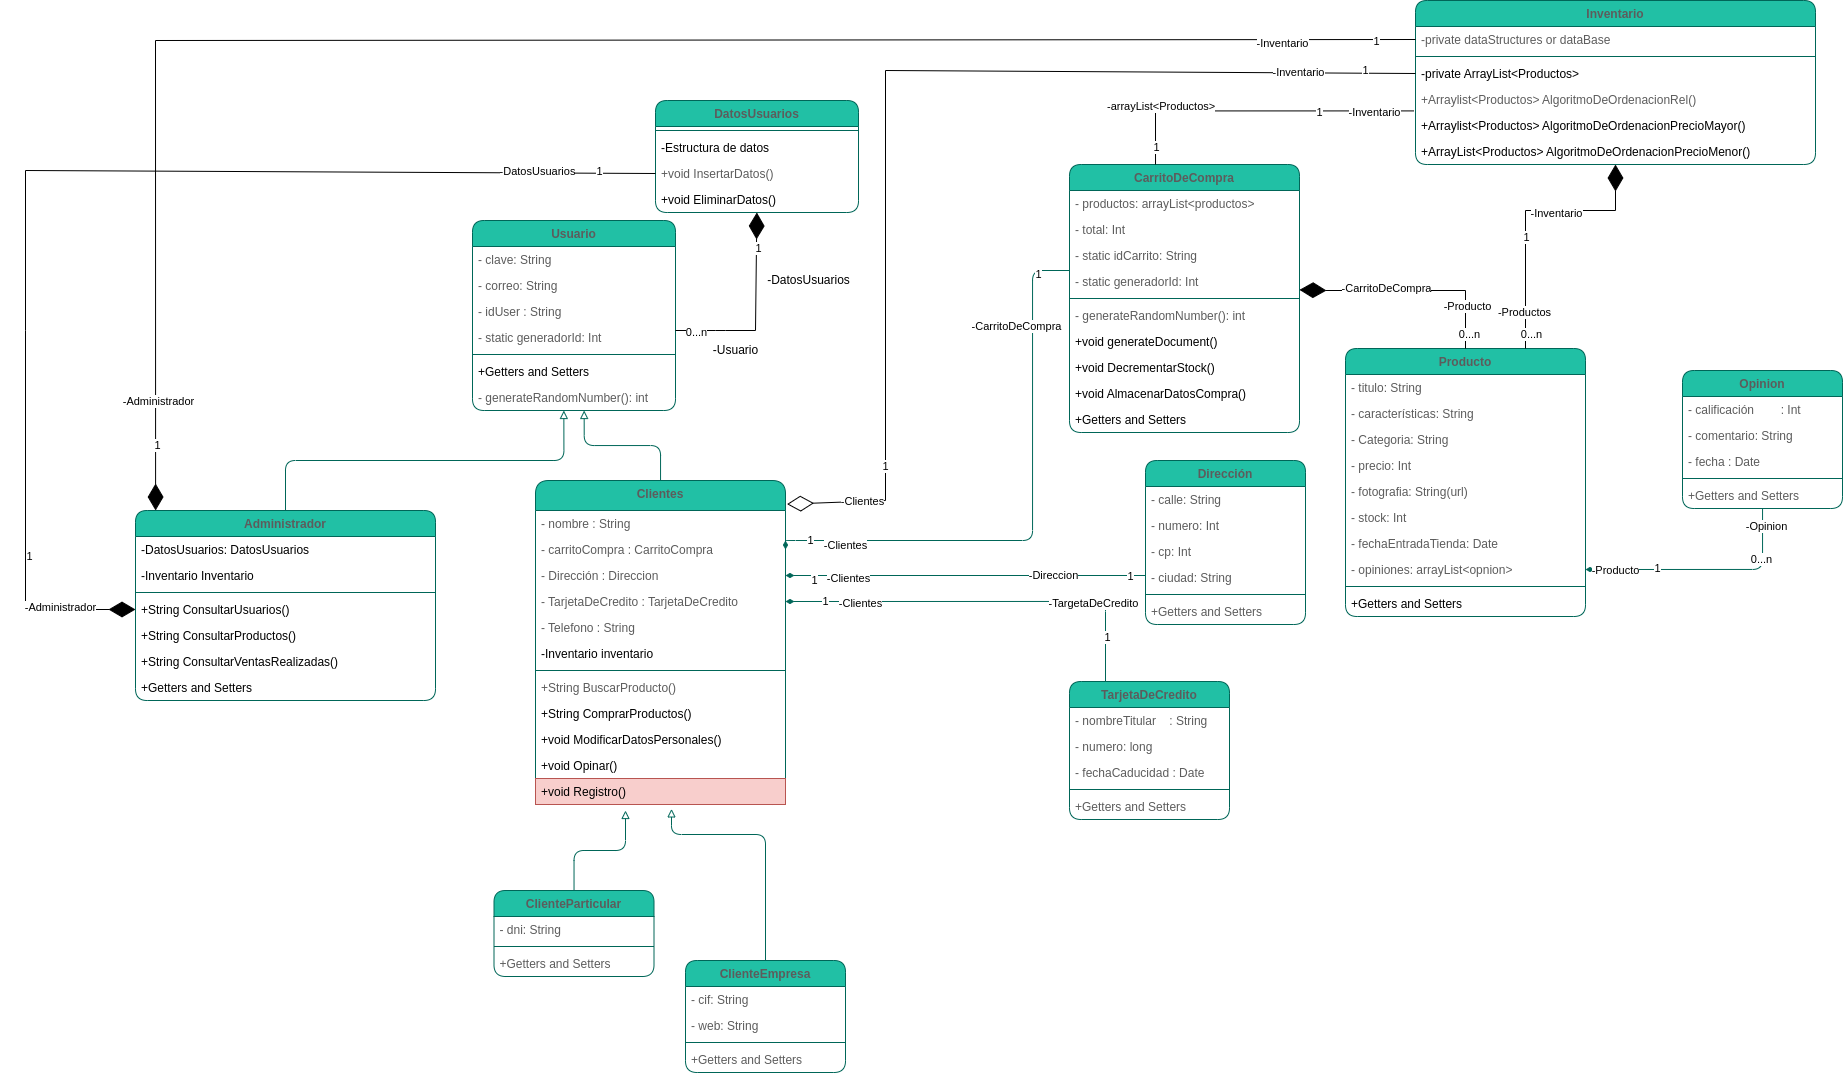 Inventario
-private dataStructures or dataBase
-private ArrayList<Productos>
+Araylist<Productos> AlgoritmoDeOrdenacionRel()
+Araylist<Productos> AlgoritmoDeOrdenacionPrecioMayor()
+ArayList<Productos> AlgoritmoDeOrdenacionPrecioMenor()
-Inventario
1
-Inventario
1
-arrayList<Productos>
1
-Inventario
1
DatosUsuarios
-Estructura de datos
+void InsertarDatos()
+void EliminarDatos()
DatosUsuarios
1
1
-DatosUsuarios
0...n
-Usuario
Usuario
- clave: String
- correo: String
- idUser : String
- static generadorId: Int
+Getters and Setters
- generateRandomNumber(): int
CarritoDeCompra
- productos: arrayList<productos>
- total: Int
- static idCarrito: String
- static generadorId: Int
- generateRandomNumber(): int
+void generateDocument()
+void DecrementarStock()
+void AlmacenarDatosCompra()
+Getters and Setters
1
-CarritoDeCompra
-CarritoDeCompra
-Producto
0...n
-Inventario
1
-Productos
0...n
Producto
- titulo: String
- características: String
- Categoria: String
- precio: Int
- fotografia: String(url)
- stock: Int
- fechaEntradaTienda: Date
- opiniones: arrayList<opnion>
+Getters and Setters
Opinion
- calificación : Int
- comentario: String
- fecha : Date
+Getters and Setters
-Opinion
0...n
-Producto
1
-Administrador
1
1
-Administrador
Administrador
-DatosUsuarios: DatosUsuarios
-Inventario Inventario
+String ConsultarUsuarios()
+String ConsultarProductos()
+String ConsultarVentasRealizadas()
+Getters and Setters
Clientes
- nombre : String
- carritoCompra : CarritoCompra
- Dirección : Direccion
- TarjetaDeCredito : TarjetaDeCredito
- Telefono : String
-Inventario inventario
+String BuscarProducto()
+String ComprarProductos()
+void ModificarDatosPersonales()
+void Opinar()
+void Registro()
1
-Clientes
1
-Clientes
1
-Clientes
-Direccion
1
1
-Clientes
-TargetaDeCredito
1
Dirección
- calle: String
- numero: Int
- cp: Int
- ciudad: String
+Getters and Setters
TarjetaDeCredito
- nombreTitular : String
- numero: long
- fechaCaducidad : Date
+Getters and Setters
ClienteParticular
- dni: String
+Getters and Setters
ClienteEmpresa
- cif: String
- web: String
+Getters and Setters